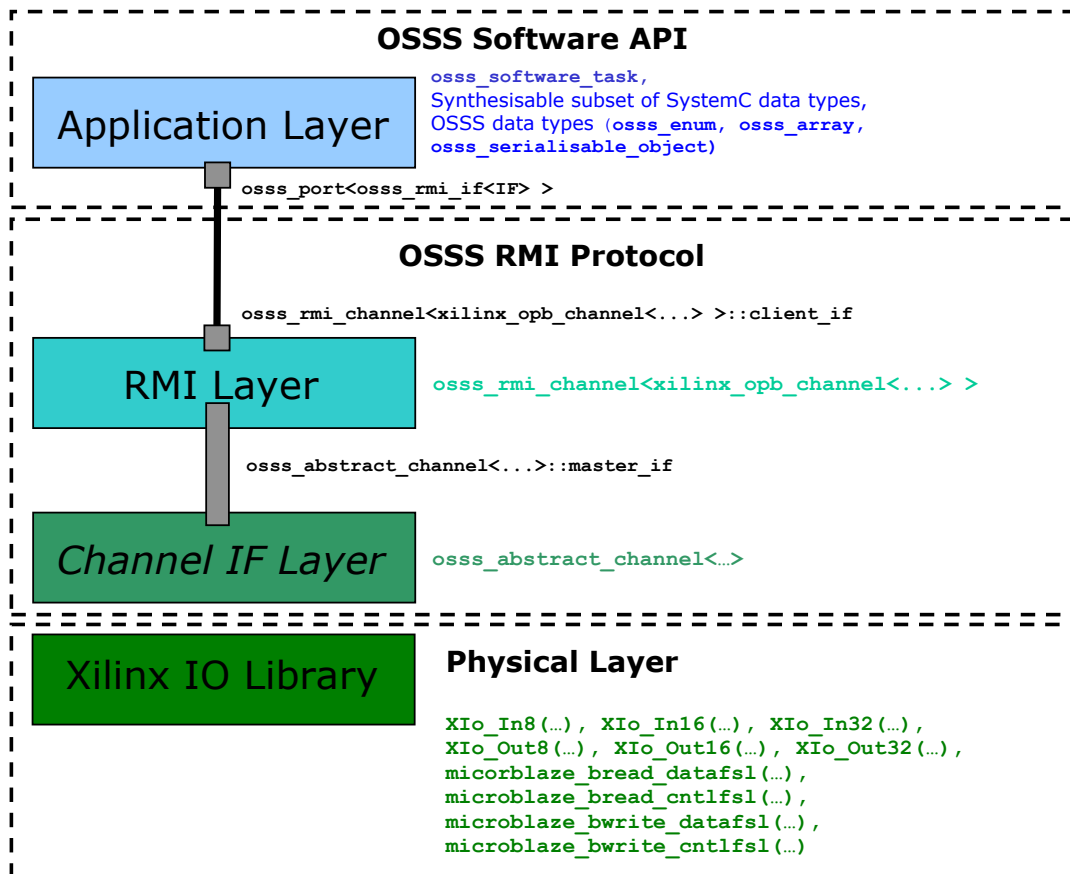 OSSS Software API
Application Layer
osss_software_task,
Synthesisable subset of SystemC data types,
OSSS data types (osss_enum, osss_array,
osss_serialisable_object)
osss_port<osss_rmi_if<IF> >
OSSS RMI Protocol
osss_rmi_channel<xilinx_opb_channel<...> >::client_if
RMI Layer
osss_rmi_channel<xilinx_opb_channel<...> >
osss_abstract_channel<...>::master_if
Channel IF Layer
osss_abstract_channel<…>
Xilinx IO Library
Physical Layer
XIo_In8(…), XIo_In16(…), XIo_In32(…),
XIo_Out8(…), XIo_Out16(…), XIo_Out32(…),
micorblaze_bread_datafsl(…),
microblaze_bread_cntlfsl(…),
microblaze_bwrite_datafsl(…),
microblaze_bwrite_cntlfsl(…)